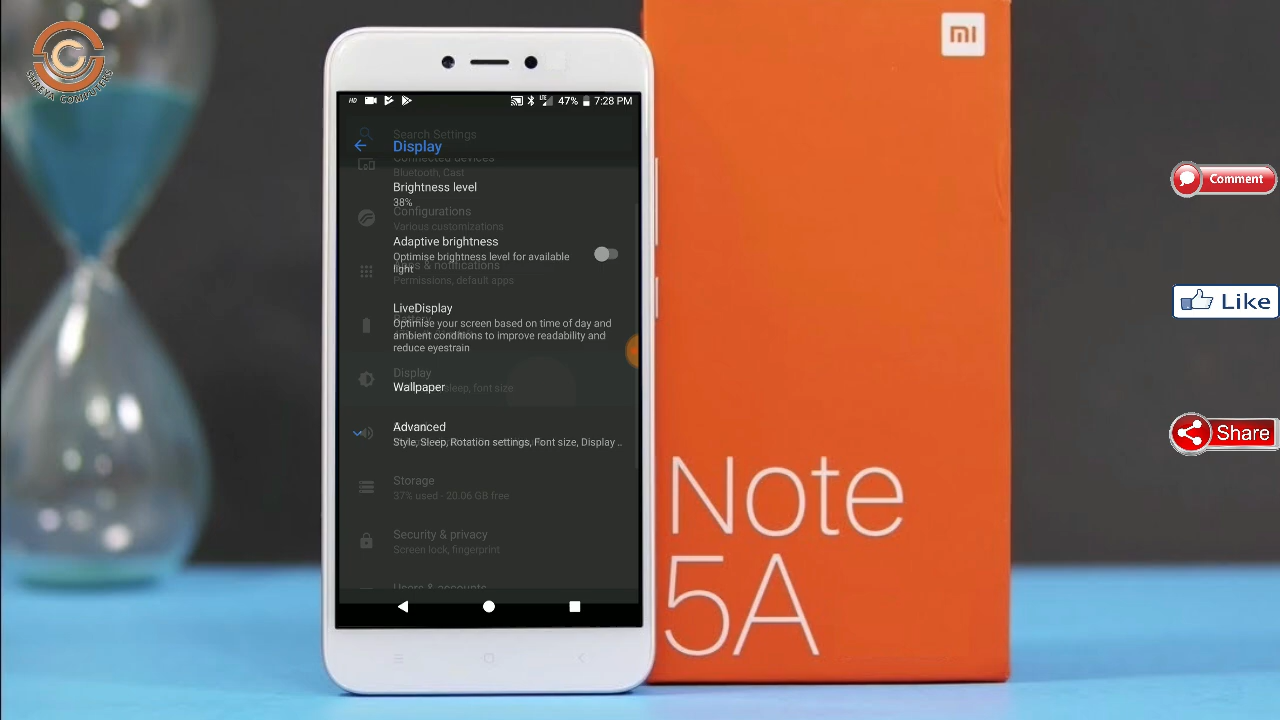 SHREYA COMPUTERS
HD
LTE
47%
7:28 PM
Search Settings
Display
Connected devices
Bluetooth, Cast
Brightness level
38%
Configurations
Various customizations
Adaptive brightness
Optimise brightness level for available
light
Apps & notifications
Permissions, default apps
LiveDisplay
Optimise your screen based on time of day and
ambient conditions to improve readability and
reduce eyestrain
Display
Wallpaper
sleep, font size
Advanced
Style, Sleep, Rotation settings, Font size, Display ..
Storage
37% used - 20.06 GB free
Security & privacy
Screen lock, fingerprint
Users & accounts
mi
Note
5A
Comment
Like
Share